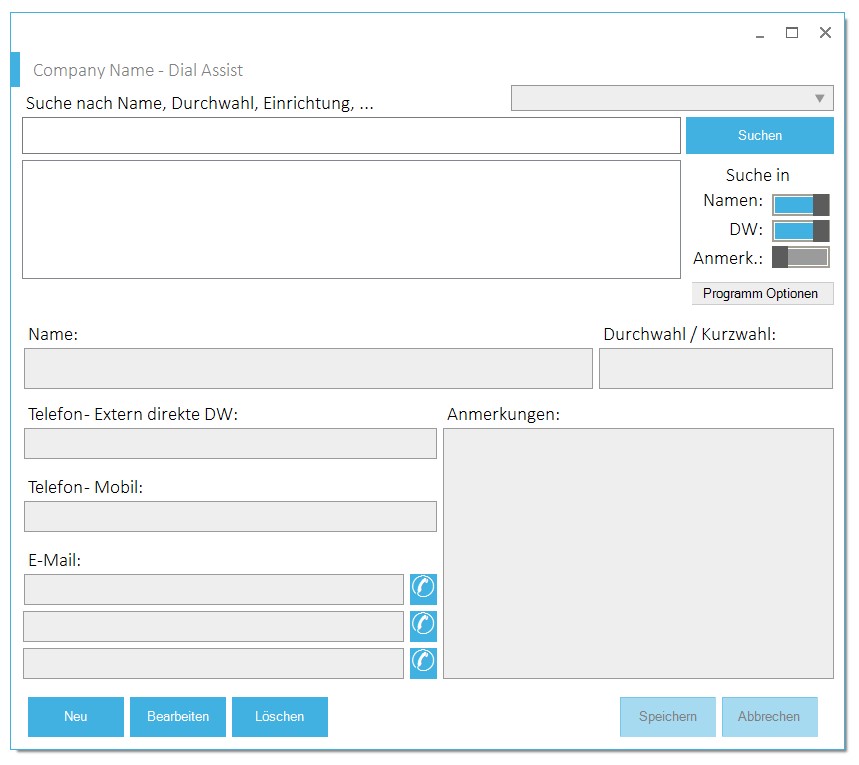 Company Name - Dial Assist
Suche nach Name, Durchwahl, Einrichtung, ...
Suchen
Suche in
Namen:
DW:
Anmerk.:
Programm Optionen
Name:
Durchwahl / Kurzwahl:
Telefon- Extern direkte DW:
Anmerkungen:
Telefon- Mobil:
E-Mail:
Neu
Bearbeiten
Löschen
Speichern
Abbrechen